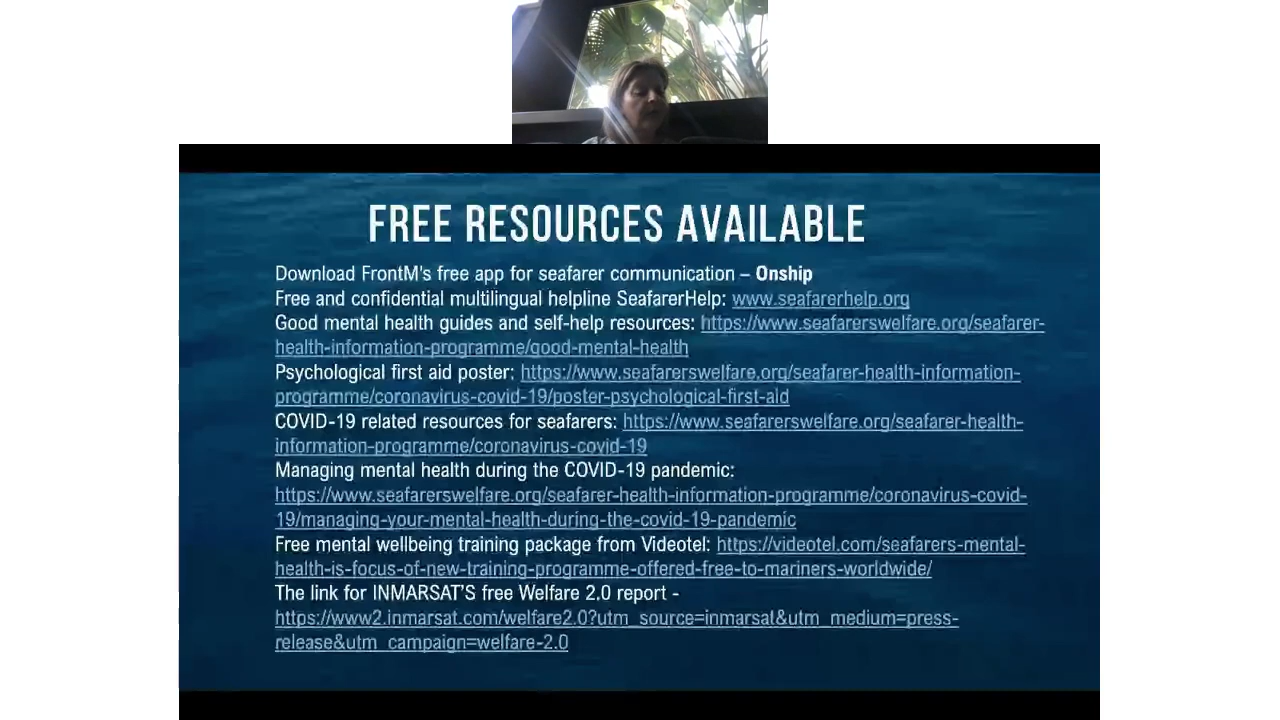 FREE RESOURCES AVAILABLE
Download FrontM's free app for seafarer communication – Onship
Free and confidential multilingual helpline SeafarerHelp: www.seafarerhelp.org
Good mental health guides and self-help resources: https://www.seafarerswelfare.org/seafarer-
health-information-programme/good-mental-health
Psychological first aid poster: https://www.seafarerswelfare.org/seafarer-health-information-
programme/coronavirus-covid-19/poster-psychological-first-aid
COVID-19 related resources for seafarers: https://www.seafarerswelfare.org/seafarer-health-
information-programme/coronavirus-covid-19
Managing mental health during the COVID-19 pandemic:
https://www.seafarerswelfare.org/seafarer-health-information-programme/coronavirus-covid-
19/managing-your-mental-health-during-the-covid-19-pandemic
Free mental wellbeing training package from Videotel: https://videotel.com/seafarers-mental-
health-is-focus-of-new-training-programme-offered-free-to-mariners-worldwide/
The link for INMARSAT'S free Welfare 2.0 report -
https://www2.inmarsat.com/welfare2.0?utm_source=inmarsat&utm_medium=press-
release&utm_campaign=welfare-2.0